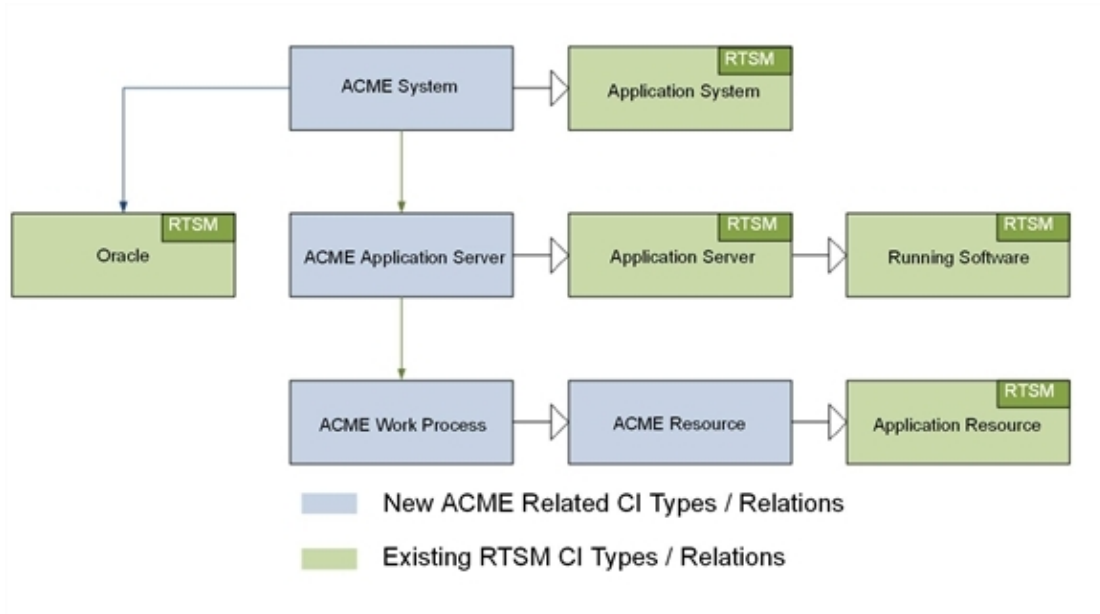 RTSM
ACME System
Application System
RTSM
RTSM
RTSM
Oracle
ACME Application Server
Application Server
Running Software
RTSM
ACME Work Process
ACME Resource
Application Resource
New ACME Related CI Types / Relations
Existing RTSM CI Types / Relations